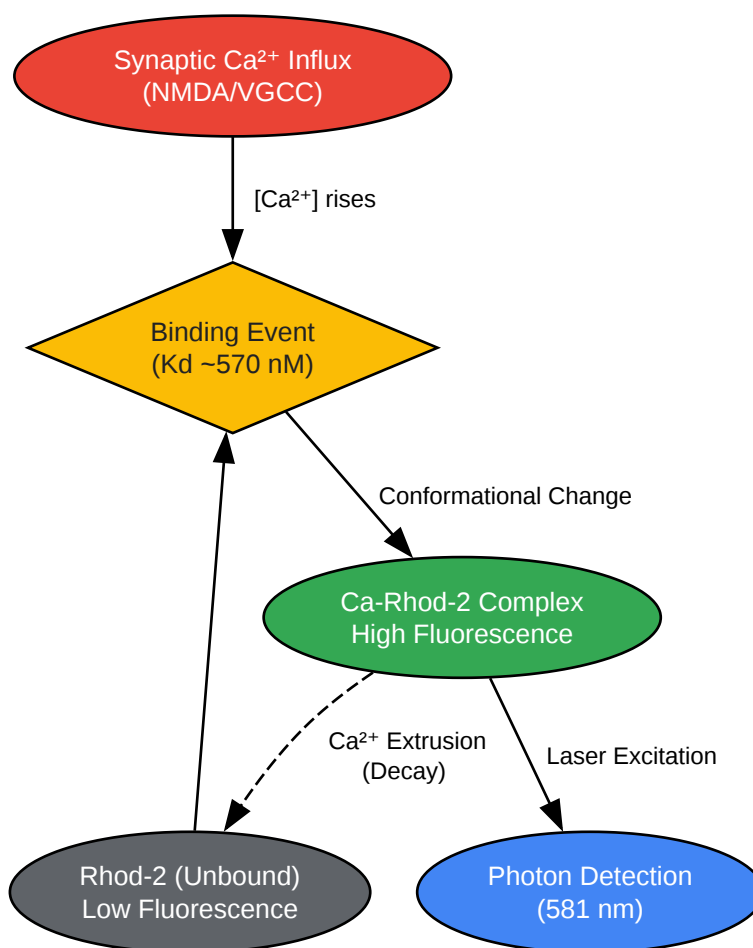 Synaptic Ca²⁺ Influx
(NMDA/VGCC)
[Ca²⁺] rises
Binding Event
(Kd ~570 nM)
Conformational Change
Ca-Rhod-2 Complex
High Fluorescence
Ca²⁺ Extrusion
(Decay)
Laser Excitation
Rhod-2 (Unbound)
Low Fluorescence
Photon Detection
(581 nm)